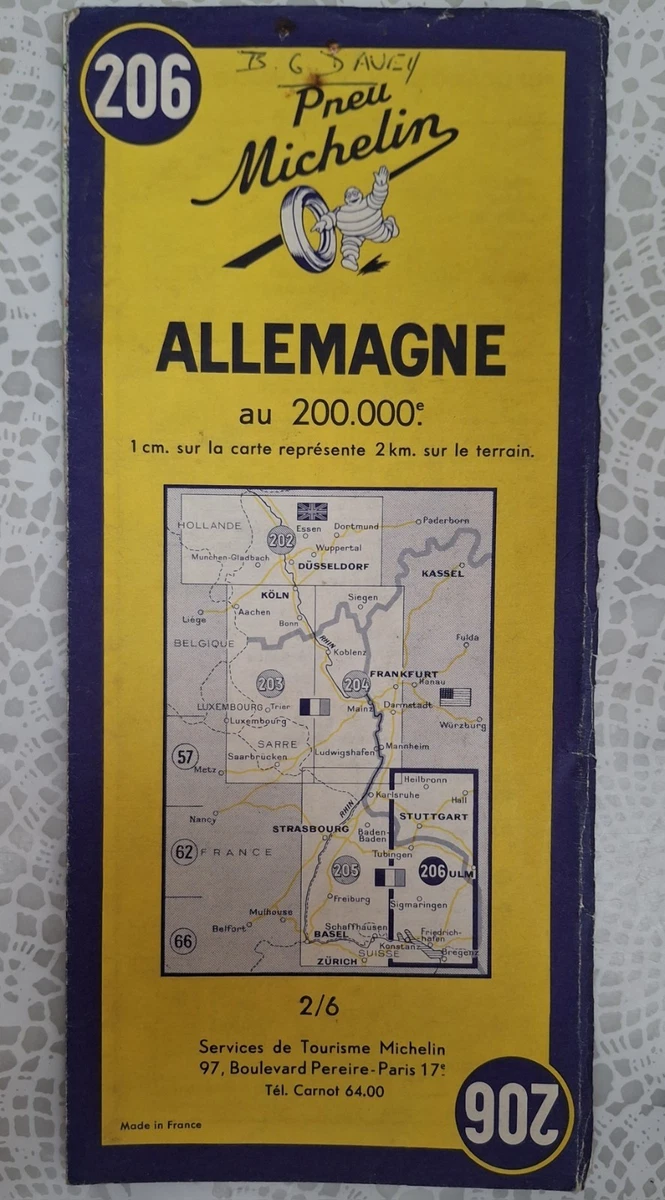 206
B. G DAVEY
Pneu
Michelin
ALLEMAGNE
au 200.000e.
1 cm. sur la carte représente 2 km. sur le terrain.
HOLLANDE
202
Essen
Dortmund
Paderborn
Wuppertal
München-Gladbach
DÜSSELDORF
KASSEL
KÖLN
Siegen
Aachen
Liège
Bonn
BELGIQUE
RHIN
Koblenz
Fulda
203
204
FRANKFURT
Hanau
LUXEMBOURG
Trier
Luxembourg
Mainz
Darmstadt
Würzburg
SARRE
57
Saarbrücken
Ludwigshafen
Mannheim
Metz
Heilbronn
RHIN
Karlsruhe
Hall
Nancy
STRASBOURG
STUTTGART
Baden-
Baden
62
FRANCE
Tübingen
205
206
ULM
Freiburg
Sigmaringen
Mulhouse
Belfort
66
Schaffhausen
BASEL
Friedrich-
hafen
Konstanz
SUISSE
Bregenz
ZÜRICH
2/6
Services de Tourisme Michelin
97, Boulevard Pereire-Paris 17e.
Tél. Carnot 64.00
Made in France
206